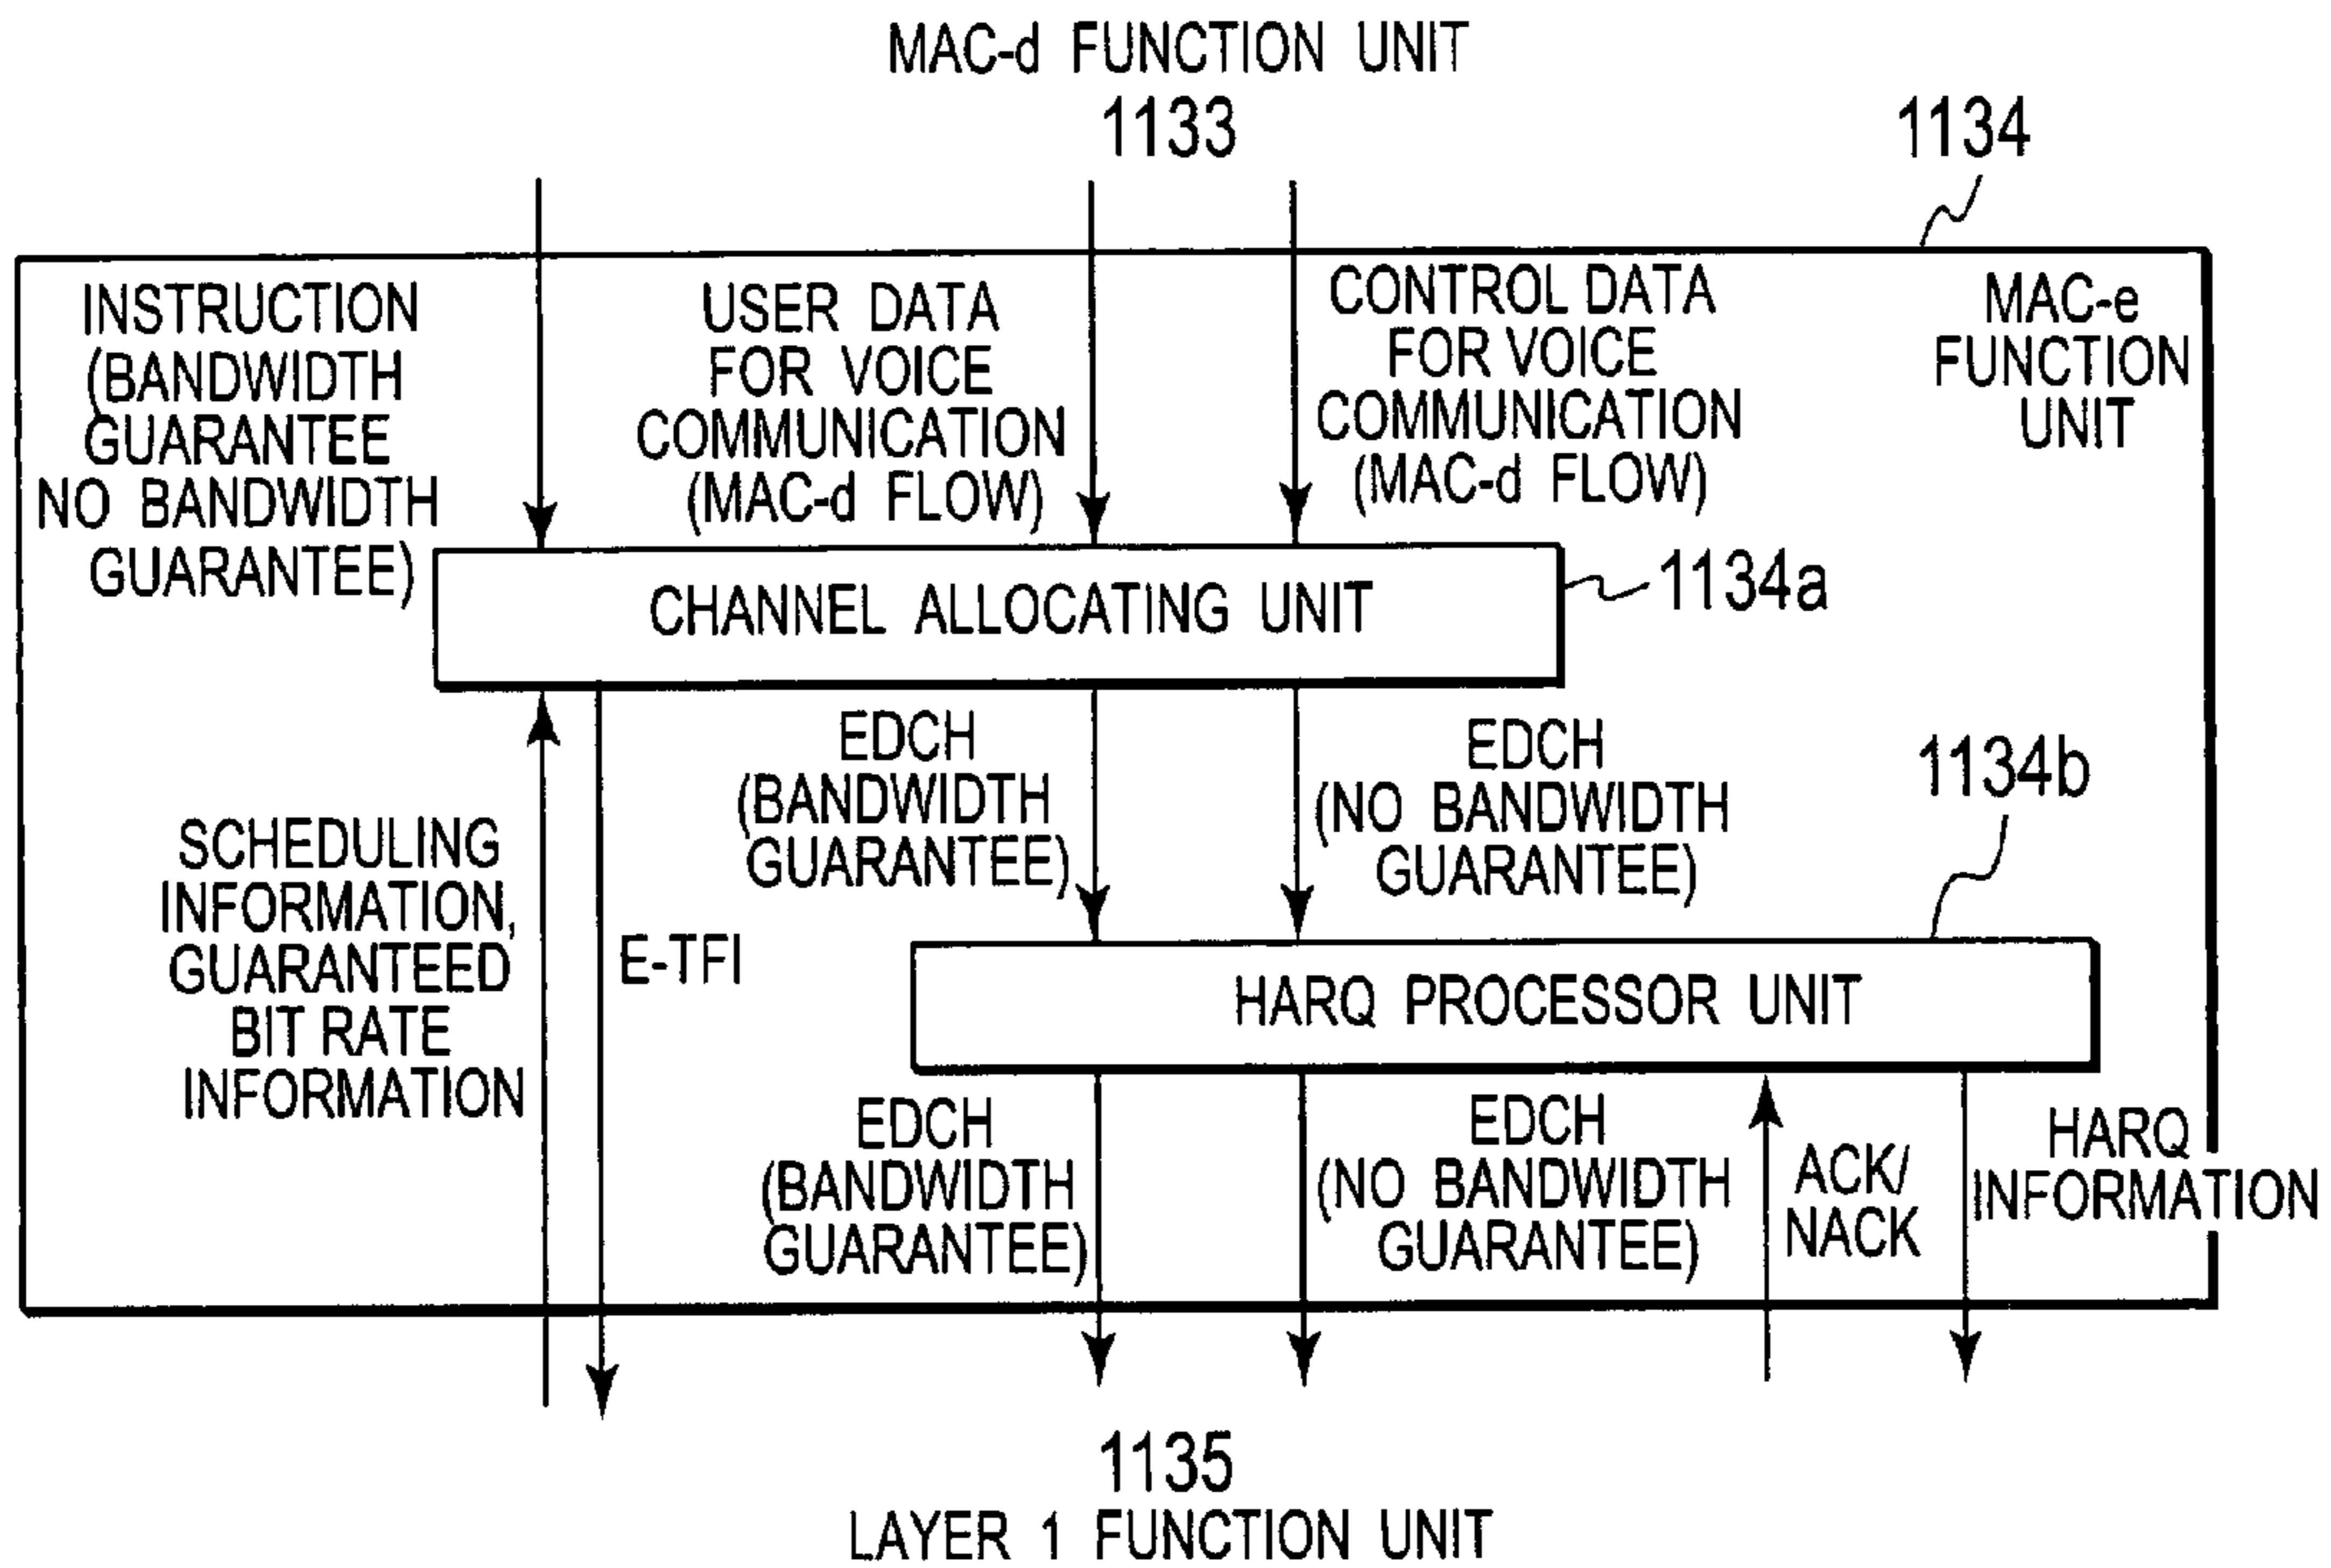 MAC-d FUNCTION UNIT
1133
1134
INSTRUCTION
(BANDWIDTH
GUARANTEE
NO BANDWIDTH
GUARANTEE)
USER DATA
FOR VOICE
COMMUNICATION
(MAC-d FLOW)
CONTROL DATA
FOR VOICE
COMMUNICATION
(MAC-d FLOW)
MAC-e
FUNCTION
UNIT
CHANNEL ALLOCATING UNIT
1134a
SCHEDULING
INFORMATION,
GUARANTEED
BIT RATE
INFORMATION
E-TFI
EDCH
(BANDWIDTH
GUARANTEE)
EDCH
(NO BANDWIDTH
GUARANTEE)
1134b
HARQ PROCESSOR UNIT
EDCH
(BANDWIDTH
GUARANTEE)
EDCH
(NO BANDWIDTH
GUARANTEE)
ACK/
NACK
HARQ
INFORMATION
1135
LAYER 1 FUNCTION UNIT